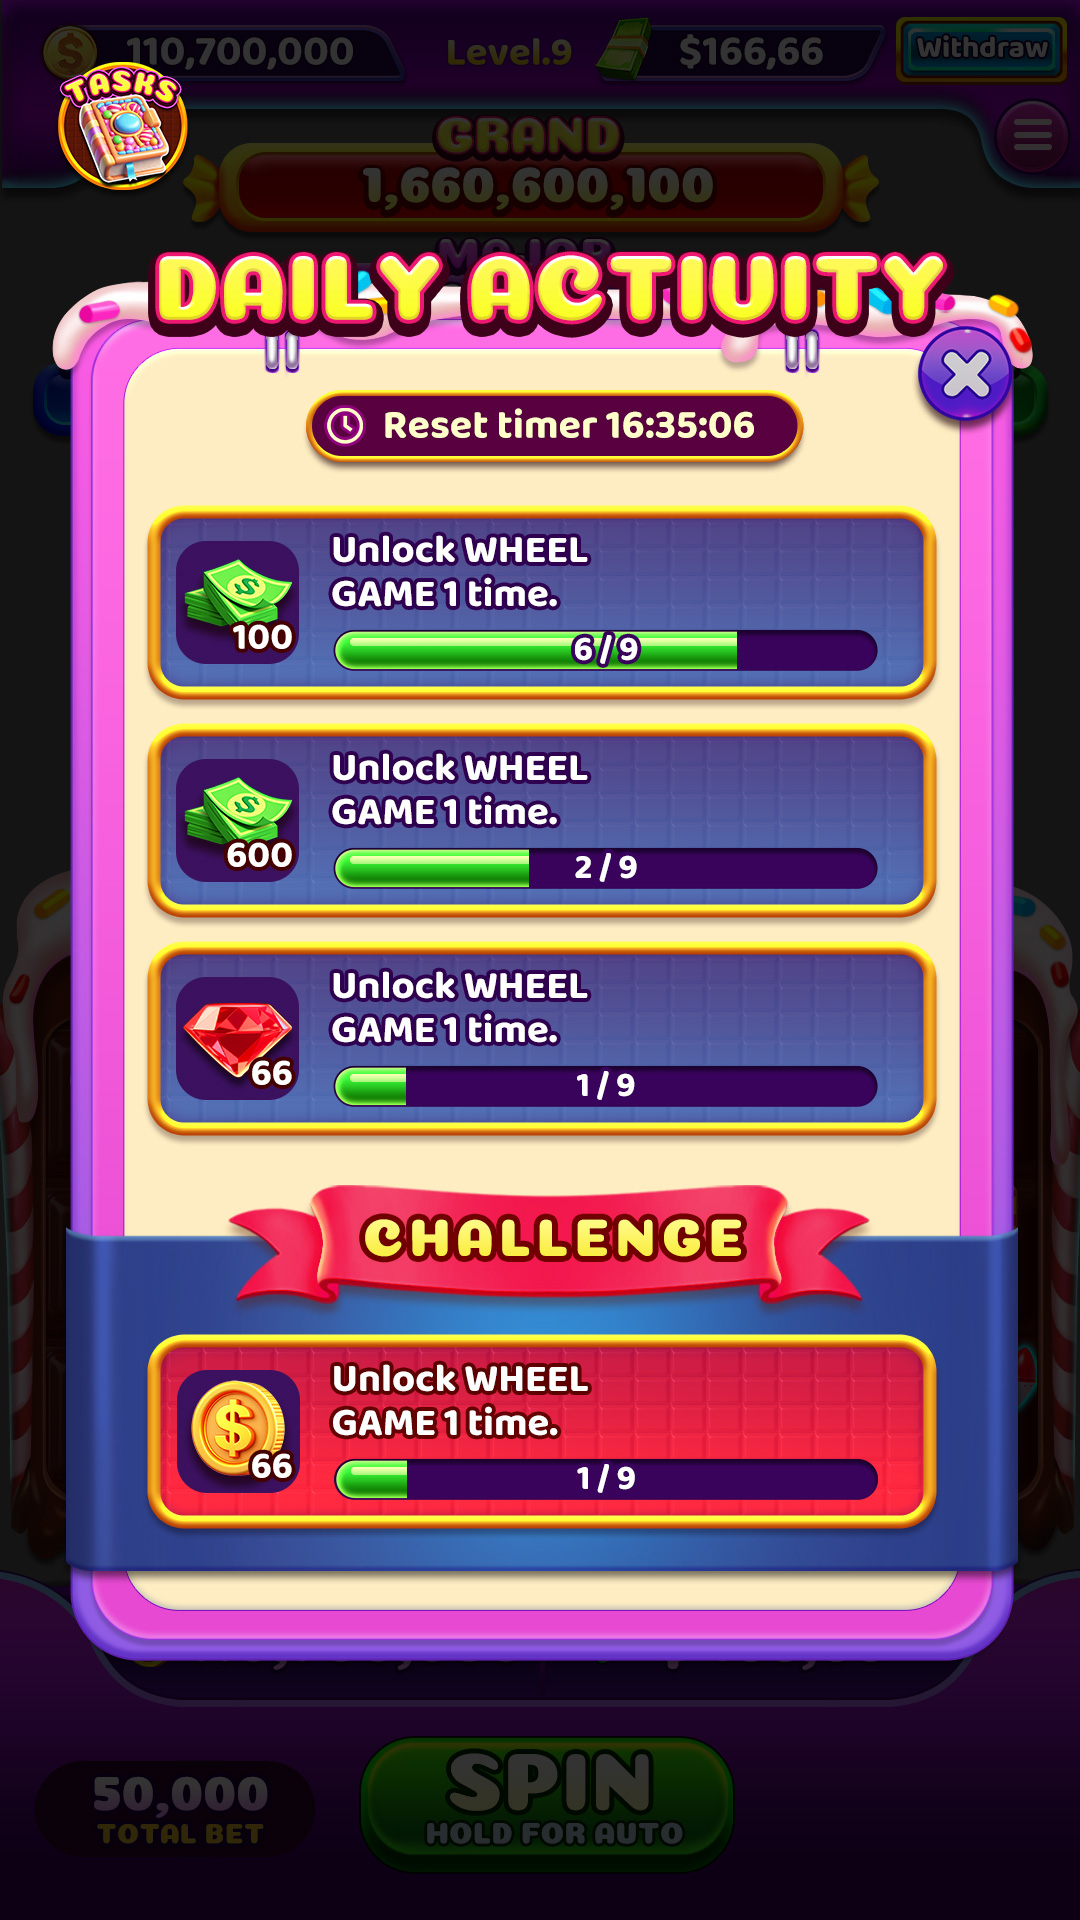 110,700,000
Level.9
$166,66
Withdraw
TASKS
GRAND
1,660,600,100
MAJOR
DAILY ACTIVITY
Reset timer 16:35:06
Unlock WHEEL
GAME 1 time.
100
6/9
Unlock WHEEL
GAME 1 time.
600
2/9
Unlock WHEEL
GAME 1 time.
66
1/9
CHALLENGE
Unlock WHEEL
GAME 1 time.
66
1/9
50,000
TOTAL BET
SPIN
HOLD FOR AUTO